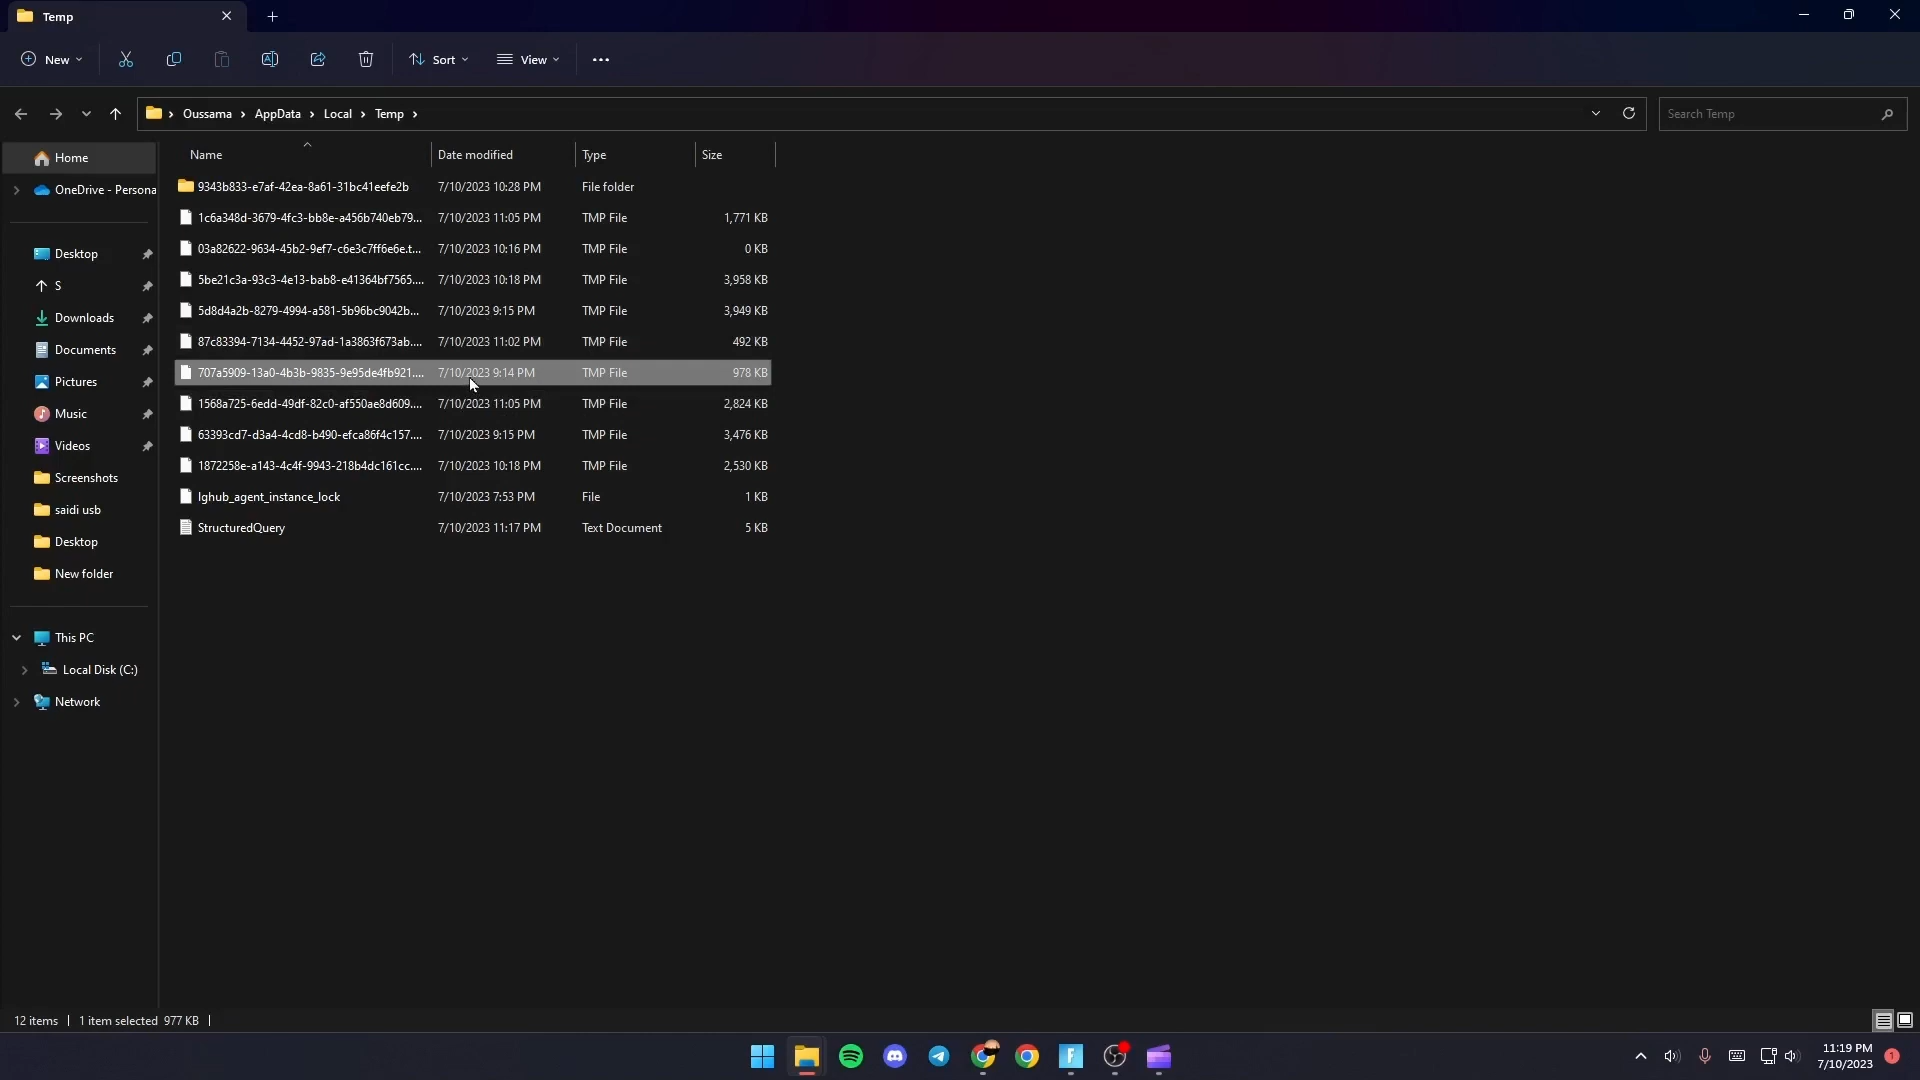 Temp
New
Sort
View
Oussama
AppData
Local
Temp
Search Temp
Home
OneDrive - Persona
Desktop
S
Downloads
Documents
Pictures
Music
Videos
Screenshots
saidi usb
Desktop
New folder
This PC
Local Disk (C:)
Network
Name Date modified Type Size
9343b833-e7af-42ea-8a61-31bc41eefe2b 7/10/2023 10:28 PM File folder
1c6a348d-3679-4fc3-bb8e-a456b740eb79... 7/10/2023 11:05 PM TMP File 1,771 KB
03a82622-9634-45b2-9ef7-c6e3c7ff6e6e.t... 7/10/2023 10:16 PM TMP File 0 KB
5be21c3a-93c3-4e13-bab8-e41364bf7565.... 7/10/2023 10:18 PM TMP File 3,958 KB
5d8d4a2b-8279-4994-a581-5b96bc9042b... 7/10/2023 9:15 PM TMP File 3,949 KB
87c83394-7134-4452-97ad-1a3863f673ab.... 7/10/2023 11:02 PM TMP File 492 KB
707a5909-13a0-4b3b-9835-9e95de4fb921.... 7/10/2023 9:14 PM TMP File 978 KB
1568a725-6edd-49df-82c0-af550ae8d609.... 7/10/2023 11:05 PM TMP File 2,824 KB
63393cd7-d3a4-4cd8-b490-efca86f4c157.... 7/10/2023 9:15 PM TMP File 3,476 KB
1872258e-a143-4c4f-9943-218b4dc161cc.... 7/10/2023 10:18 PM TMP File 2,530 KB
lghub_agent_instance_lock 7/10/2023 7:53 PM File 1 KB
StructuredQuery 7/10/2023 11:17 PM Text Document 5 KB
12 items 1 item selected 977 KB
11:19 PM
7/10/2023
1